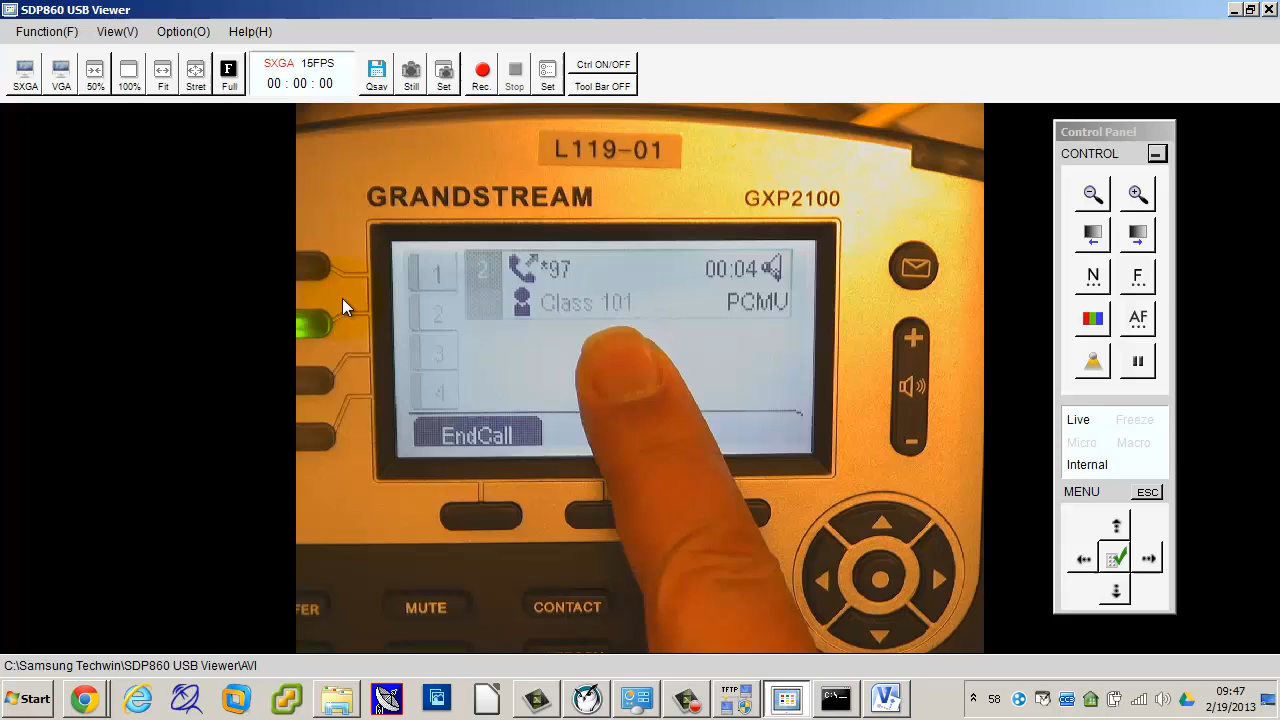 SDP860 USB Viewer
Function(F) View(V) Option(O) Help(H)
SXGA VGA 50% 100% Fit Stret F Full
SXGA 15FPS
00 : 00 : 00
Qsav Still Set Rec. Stop Set
Ctrl ON/OFF
Tool Bar OFF
L119-01
GRANDSTREAM GXP2100
1 2 *97 00:04
2 Class 101 PCMU
3
4
EndCall
FER MUTE CONTACT
Control Panel
CONTROL
N F
AF
Live Freeze
Micro Macro
Internal
MENU ESC
C:\Samsung Techwin\SDP860 USB Viewer\AVI
Start TFTP 58 09:47
2/19/2013